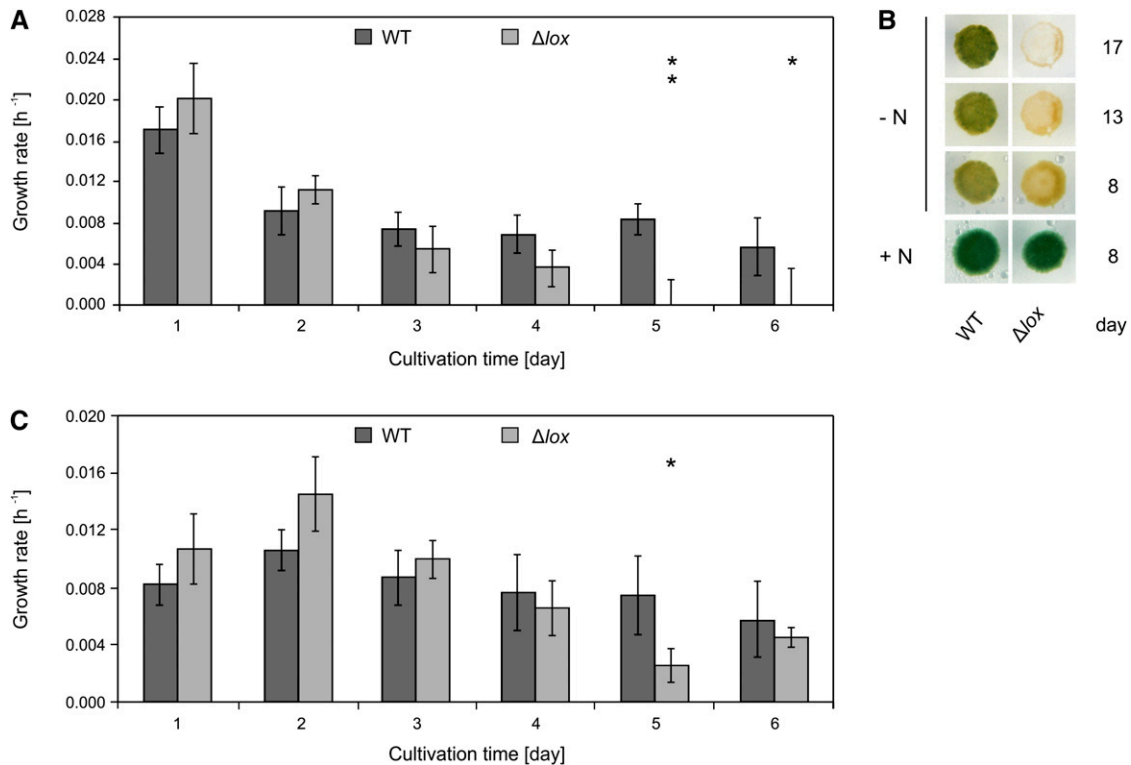 A
0.028
0.024
0.020
0.016
0.012
0.008
0.004
0.000
Growth rate [h -1]
WT
Δlox
*
*
*
1 2 3 4 5 6
Cultivation time [day]
B
17
- N 13
8
+ N 8
WT Δlox day
C
0.020
0.016
0.012
0.008
0.004
0.000
Growth rate [h -1]
WT
Δlox
*
1 2 3 4 5 6
Cultivation time [day]